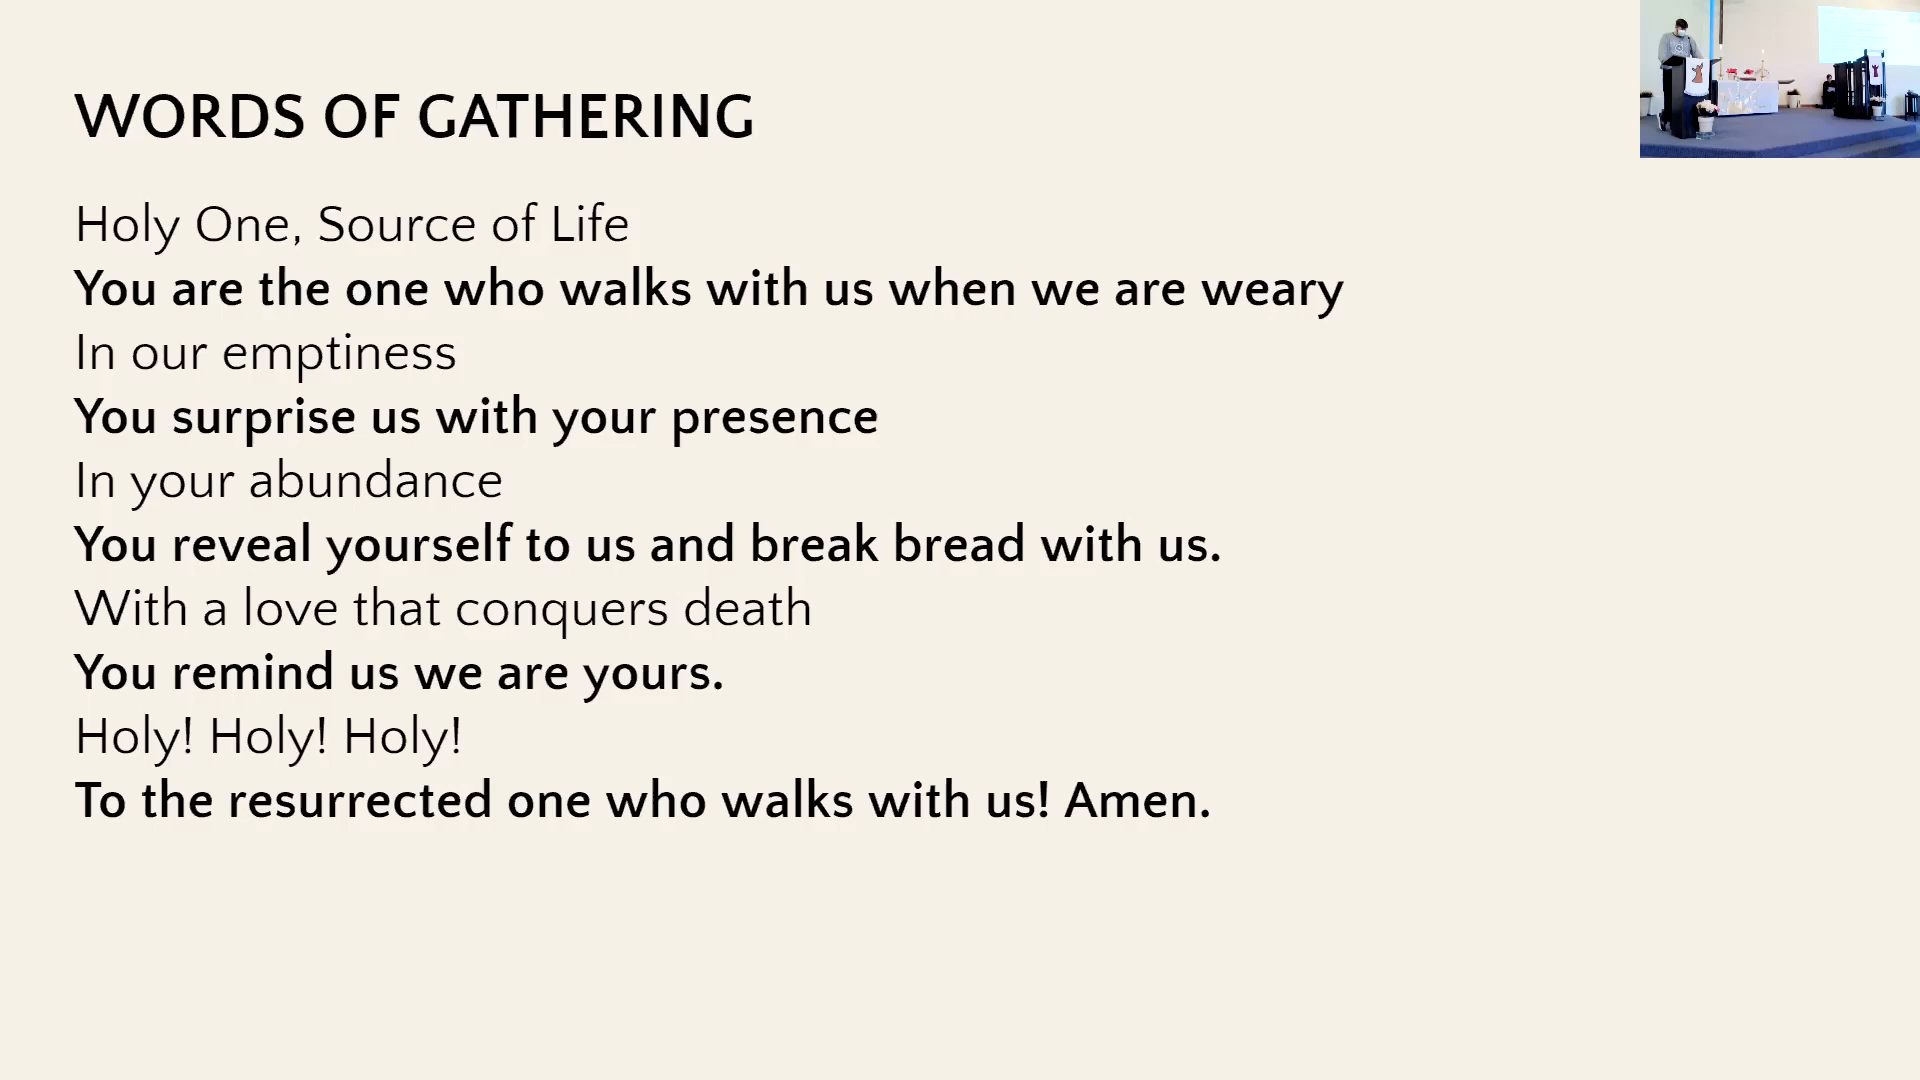 WORDS OF GATHERING
Holy One, Source of Life
You are the one who walks with us when we are weary
In our emptiness
You surprise us with your presence
In your abundance
You reveal yourself to us and break bread with us.
With a love that conquers death
You remind us we are yours.
Holy! Holy! Holy!
To the resurrected one who walks with us! Amen.